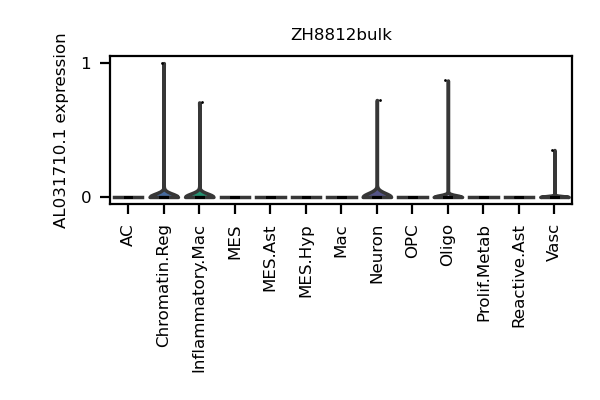 ZH8812bulk
AL031710.1 expression
1
0
AC
Chromatin.Reg
Inflammatory.Mac
MES
MES.Ast
MES.Hyp
Mac
Neuron
OPC
Oligo
Prolif.Metab
Reactive.Ast
Vasc